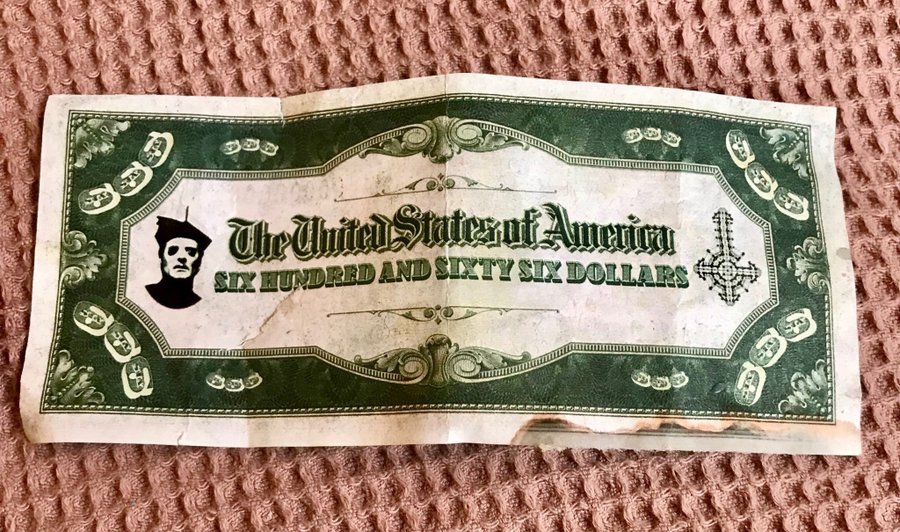 The United States of America
SIX HUNDRED AND SIXTY SIX DOLLARS